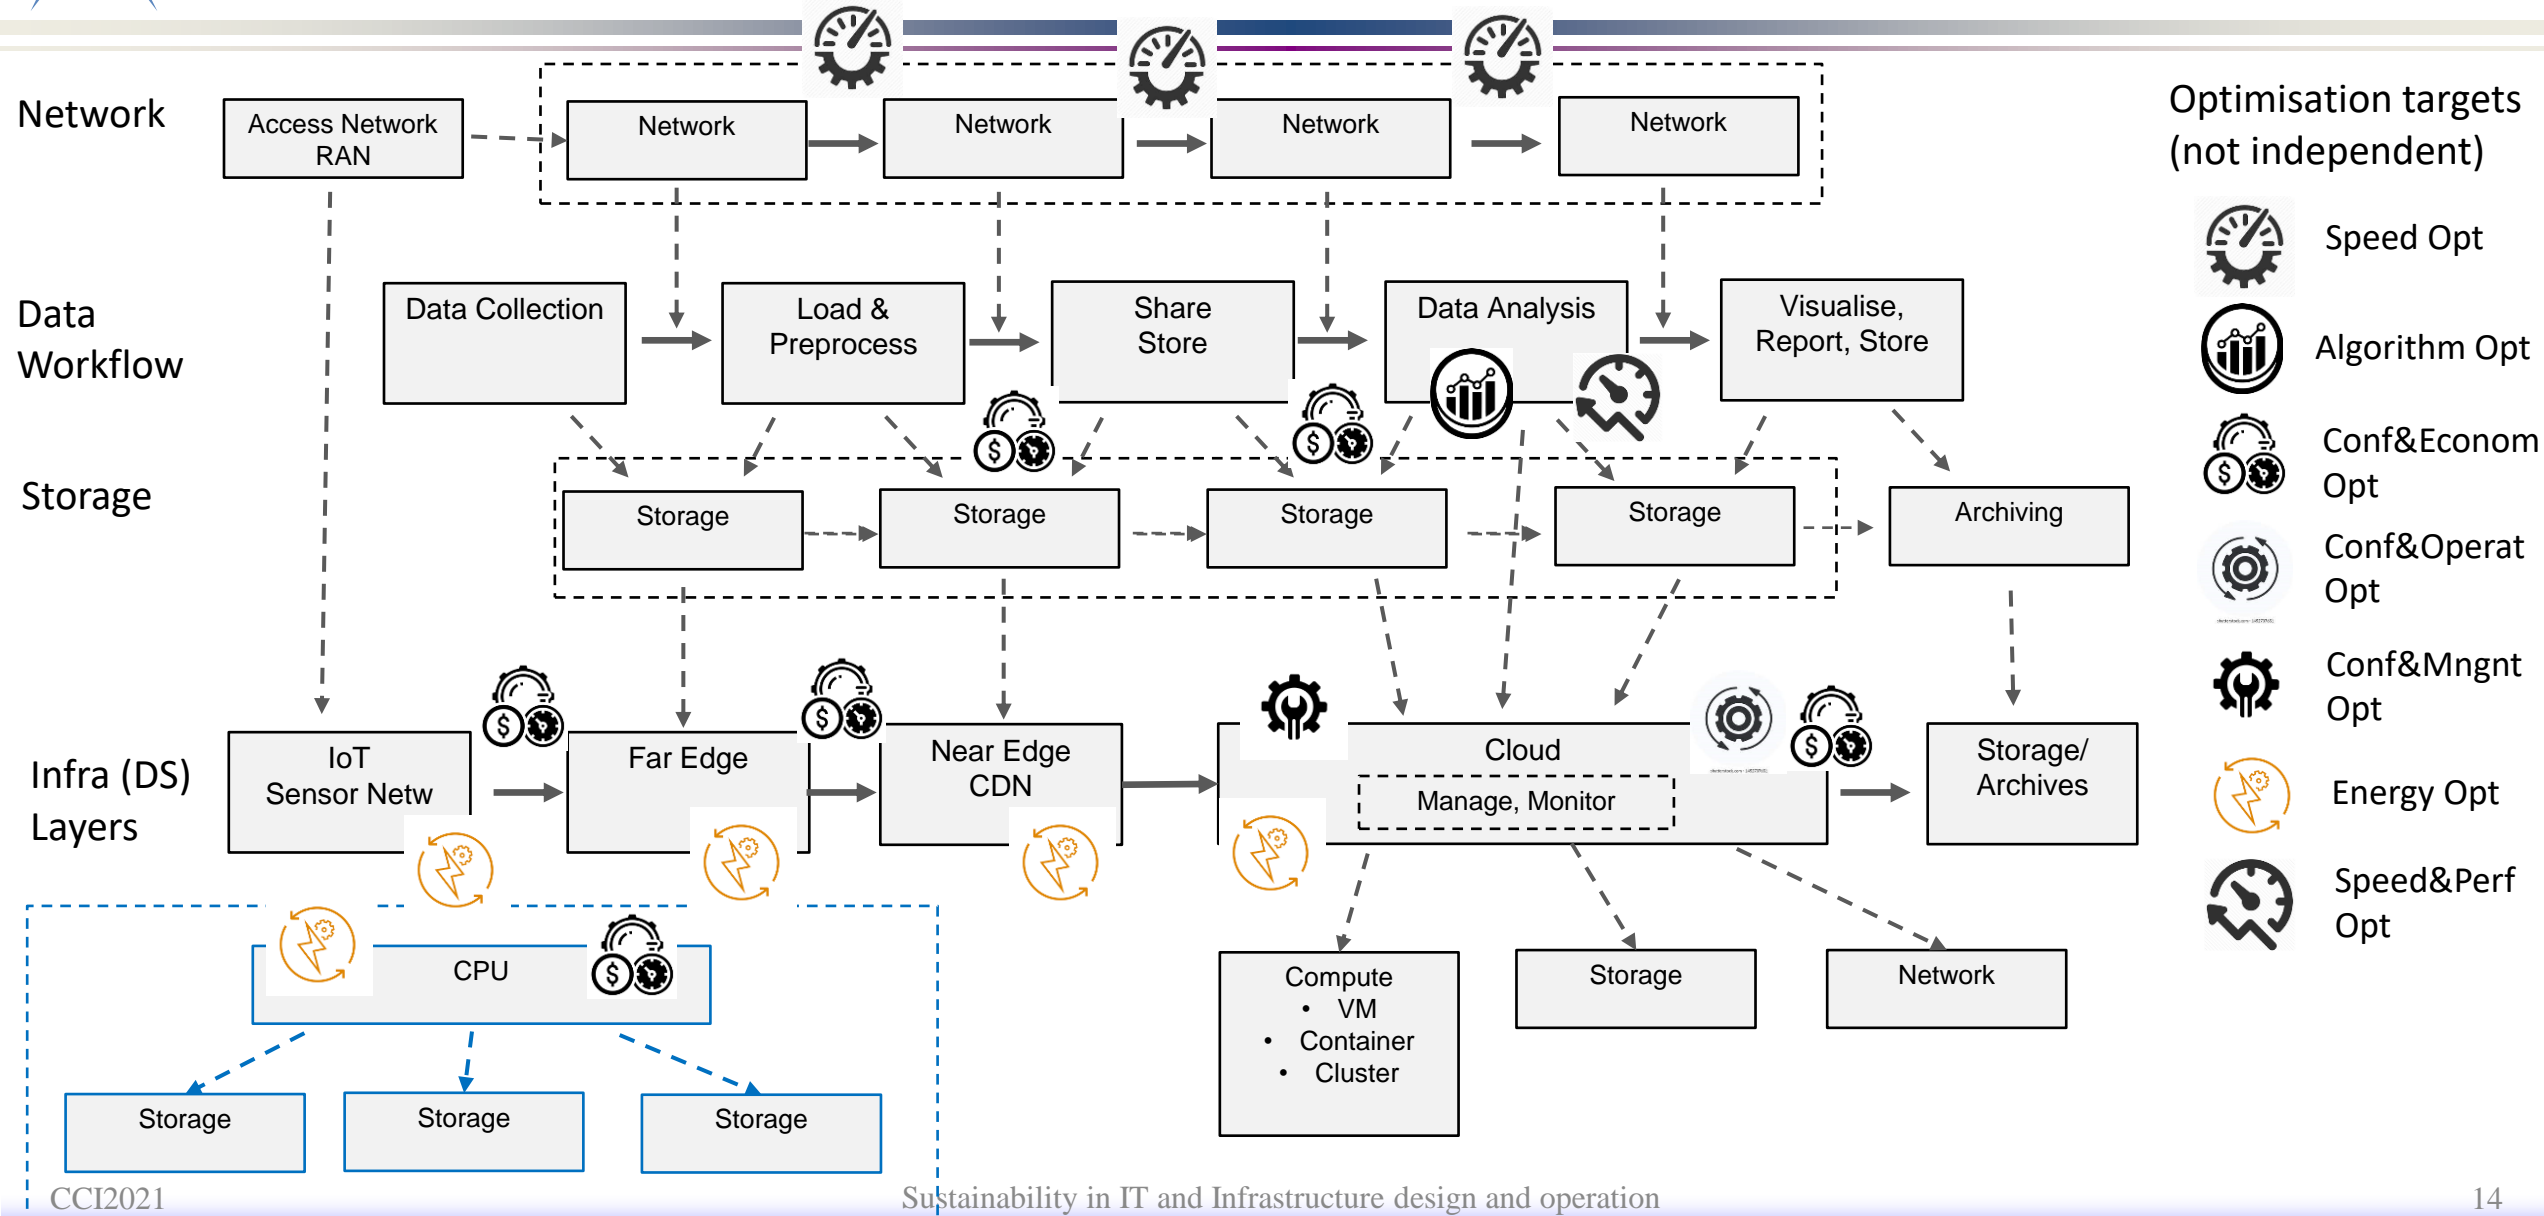 Network
Access Network
RAN
Network
Network
Network
Network
Optimisation targets
(not independent)
Speed Opt
Algorithm Opt
Conf&Econom
Opt
Conf&Operat
Opt
Conf&Mngnt
Opt
Energy Opt
Speed&Perf
Opt
Data
Workflow
Data Collection
Load &
Preprocess
Share
Store
Data Analysis
Visualise,
Report, Store
$
$
$
Storage
Storage
Storage
Storage
Storage
Archiving
Infra (DS)
Layers
IoT
Sensor Netw
$
Far Edge
$
Near Edge
CDN
Cloud
Manage, Monitor
$
Storage/
Archives
CPU
$
Storage
Storage
Storage
Compute
• VM
• Container
• Cluster
Storage
Network
CCI2021
Sustainability in IT and Infrastructure design and operation
14